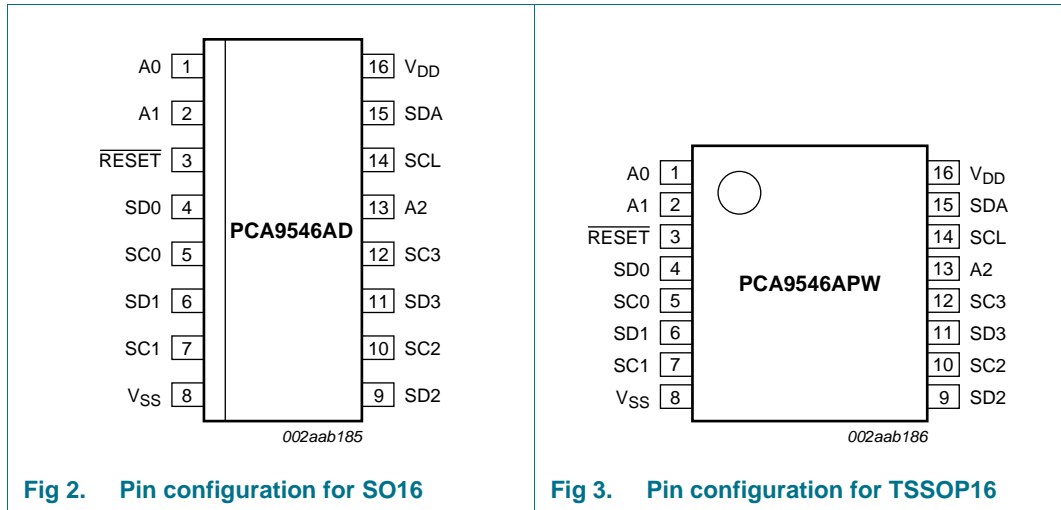 A0 1 16 VDD
A1 2 15 SDA
RESET 3 14 SCL
SD0 4 13 A2
PCA9546AD
SC0 5 12 SC3
SD1 6 11 SD3
SC1 7 10 SC2
VSS 8 9 SD2
002aab185
Fig 2. Pin configuration for SO16
A0 1 16 VDD
A1 2 15 SDA
RESET 3 14 SCL
SD0 4 13 A2
PCA9546APW
SC0 5 12 SC3
SD1 6 11 SD3
SC1 7 10 SC2
VSS 8 9 SD2
002aab186
Fig 3. Pin configuration for TSSOP16